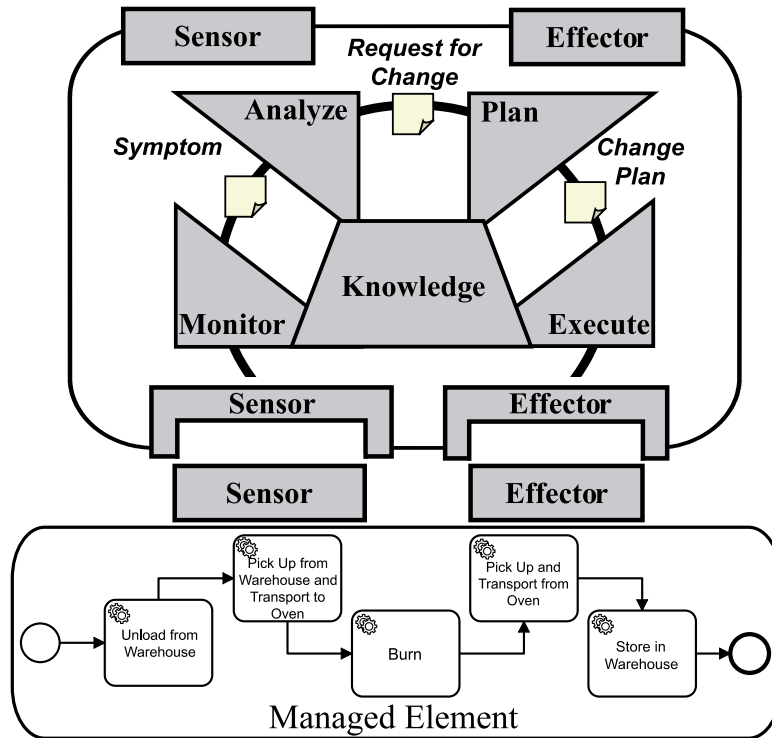 Sensor
Effector
Request for
Change
Analyze
Plan
Symptom
Change
Plan
Knowledge
Monitor
Execute
Sensor
Effector
Sensor
Effector
Unload from
Warehouse
Pick Up from
Warehouse and
Transport to
Oven
Burn
Pick Up and
Transport from
Oven
Store in
Warehouse
Managed Element